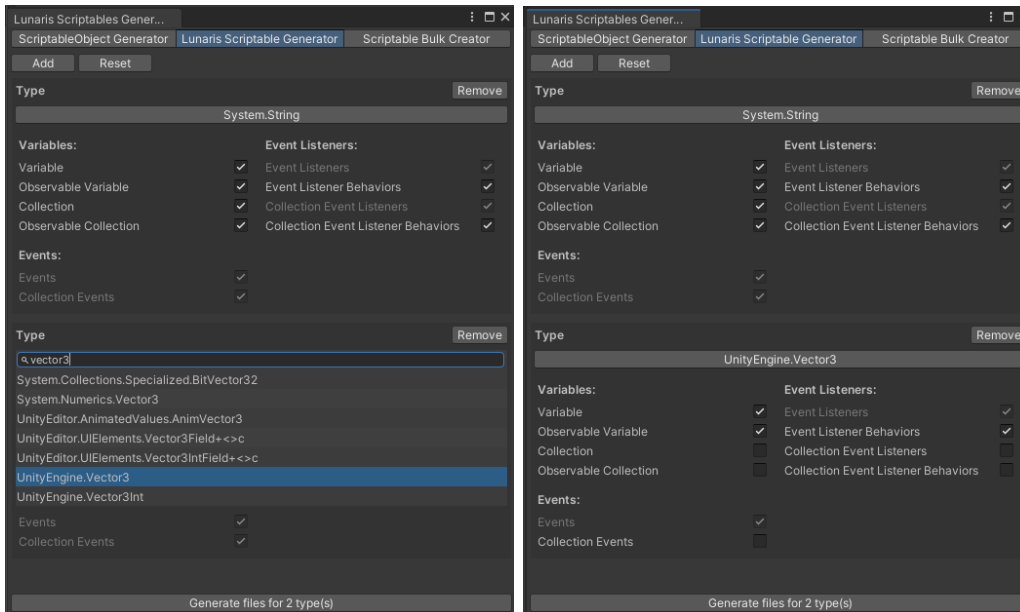 Lunaris Scriptables Gener...
ScriptableObject Generator Lunaris Scriptable Generator Scriptable Bulk Creator
Add Reset
Type Remove
System.String
Variables: Event Listeners:
Variable Event Listeners
Observable Variable Event Listener Behaviors
Collection Collection Event Listeners
Observable Collection Collection Event Listener Behaviors
Events:
Events
Collection Events
Type Remove
vector3
System.Collections.Specialized.BitVector32
System.Numerics.Vector3
UnityEditor.AnimatedValues.AnimVector3
UnityEditor.UIElements.Vector3Field+<>c
UnityEditor.UIElements.Vector3IntField+<>c
UnityEngine.Vector3
UnityEngine.Vector3Int
Events
Collection Events
Generate files for 2 type(s)
Lunaris Scriptables Gener...
ScriptableObject Generator Lunaris Scriptable Generator Scriptable Bulk Creator
Add Reset
Type Remove
System.String
Variables: Event Listeners:
Variable Event Listeners
Observable Variable Event Listener Behaviors
Collection Collection Event Listeners
Observable Collection Collection Event Listener Behaviors
Events:
Events
Collection Events
Type Remove
UnityEngine.Vector3
Variables: Event Listeners:
Variable Event Listeners
Observable Variable Event Listener Behaviors
Collection Collection Event Listeners
Observable Collection Collection Event Listener Behaviors
Events:
Events
Collection Events
Generate files for 2 type(s)